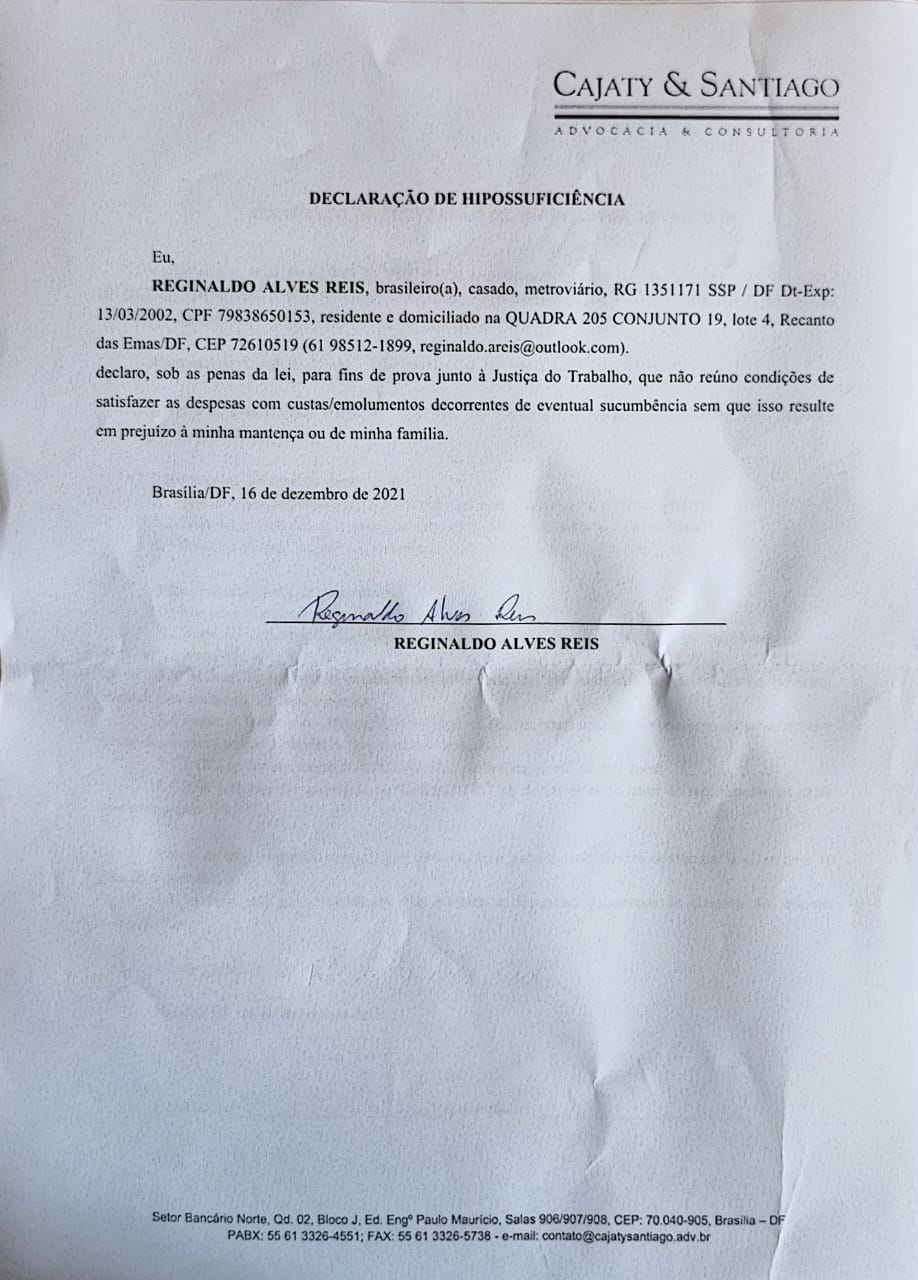 CAJATY & SANTIAGO
ADVOCACIA & CONSULTORIA
DECLARAÇÃO DE HIPOSSUFICIÊNCIA
Eu,
REGINALDO ALVES REIS, brasileiro(a), casado, metroviário, RG 1351171 SSP / DF Dt-Exp:
13/03/2002, CPF 79838650153, residente e domiciliado na QUADRA 205 CONJUNTO 19, lote 4, Recanto
das Emas/DF, CEP 72610519 (61 98512-1899, reginaldo.areis@outlook.com).
declaro, sob as penas da lei, para fins de prova junto à Justiça do Trabalho, que não reúno condições de
satisfazer as despesas com custas/emolumentos decorrentes de eventual sucumbência sem que isso resulte
em prejuízo à minha mantença ou de minha família.
Brasília/DF, 16 de dezembro de 2021
Reginaldo Alves Reis
REGINALDO ALVES REIS
Setor Bancário Norte, Qd. 02, Bloco J, Ed. Engº Paulo Maurício, Salas 906/907/908, CEP: 70.040-905, Brasília – DF
PABX: 55 61 3326-4551; FAX: 55 61 3326-5738 - e-mail: contato@cajatysantiago.adv.br